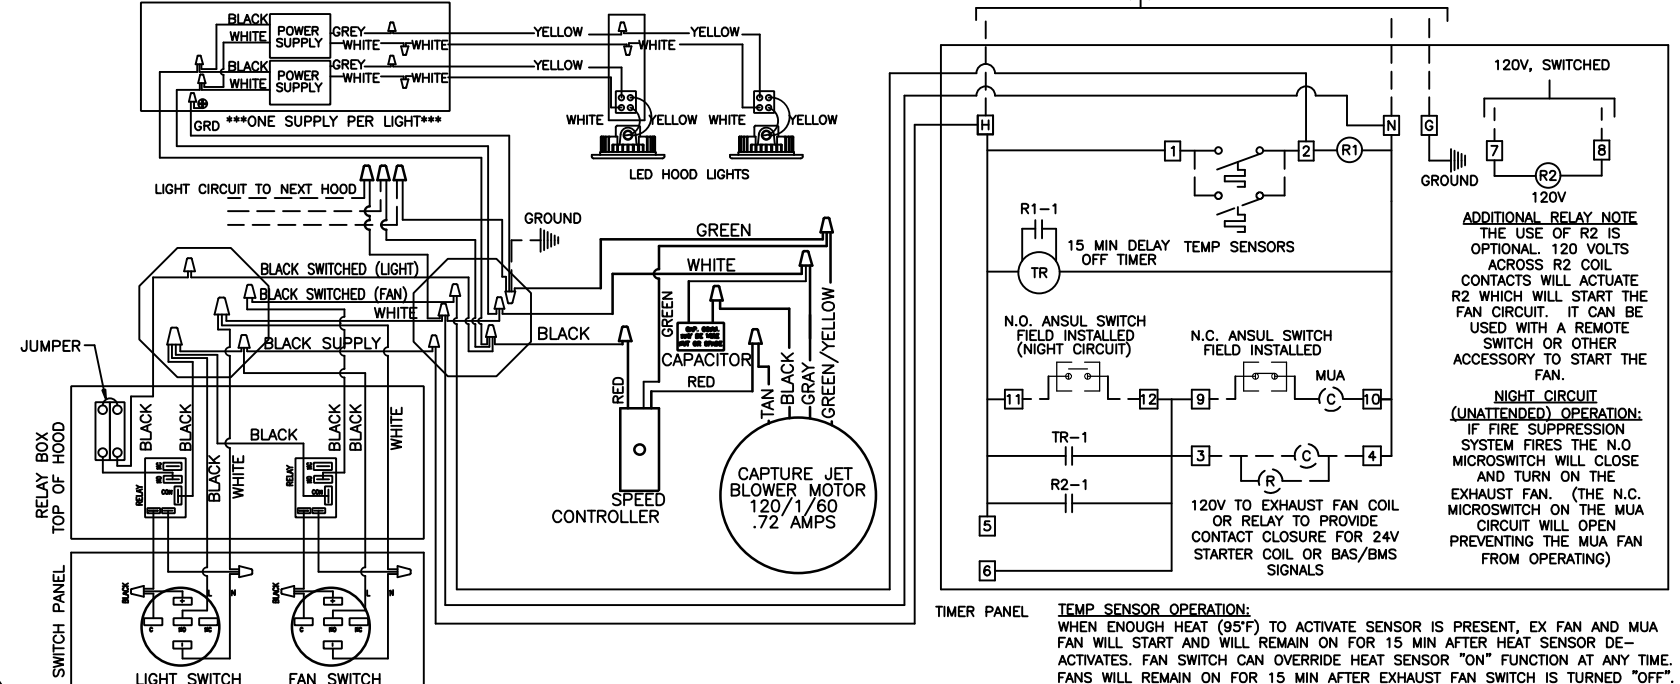 BLACK
WHITE
POWER
SUPPLY
GREY
WHITE
WHITE
YELLOW
YELLOW
WHITE
BLACK
WHITE
POWER
SUPPLY
GREY
WHITE
WHITE
YELLOW
GRD
***ONE SUPPLY PER LIGHT***
WHITE
YELLOW
WHITE
YELLOW
LED HOOD LIGHTS
LIGHT CIRCUIT TO NEXT HOOD
GROUND
GREEN
WHITE
BLACK SWITCHED (LIGHT)
BLACK SWITCHED (FAN)
WHITE
BLACK SUPPLY
BLACK
GREEN
CAPACITOR
RED
RED
TAN
BLACK
GRAY
GREEN/YELLOW
JUMPER
BLACK
BLACK
BLACK
WHITE
BLACK
BLACK
BLACK
WHITE
RELAY BOX
TOP OF HOOD
RELAY
COM
RELAY
COM
SPEED
CONTROLLER
CAPTURE JET
BLOWER MOTOR
120/1/60
.72 AMPS
SWITCH PANEL
BLACK
L
N
C
NO
NC
BLACK
L
N
C
NO
NC
LIGHT SWITCH
FAN SWITCH
H
N
G
1
2
R1
GROUND
120V, SWITCHED
7
8
R2
120V
R1-1
TR
15 MIN DELAY
OFF TIMER
TEMP SENSORS
N.O. ANSUL SWITCH
FIELD INSTALLED
(NIGHT CIRCUIT)
N.C. ANSUL SWITCH
FIELD INSTALLED
MUA
11
12
9
C
10
TR-1
3
C
4
R
R2-1
5
6
120V TO EXHAUST FAN COIL
OR RELAY TO PROVIDE
CONTACT CLOSURE FOR 24V
STARTER COIL OR BAS/BMS
SIGNALS
ADDITIONAL RELAY NOTE
THE USE OF R2 IS
OPTIONAL. 120 VOLTS
ACROSS R2 COIL
CONTACTS WILL ACTUATE
R2 WHICH WILL START THE
FAN CIRCUIT. IT CAN BE
USED WITH A REMOTE
SWITCH OR OTHER
ACCESSORY TO START THE
FAN.
NIGHT CIRCUIT
(UNATTENDED) OPERATION:
IF FIRE SUPPRESSION
SYSTEM FIRES THE N.O
MICROSWITCH WILL CLOSE
AND TURN ON THE
EXHAUST FAN. (THE N.C.
MICROSWITCH ON THE MUA
CIRCUIT WILL OPEN
PREVENTING THE MUA FAN
FROM OPERATING)
TIMER PANEL
TEMP SENSOR OPERATION:
WHEN ENOUGH HEAT (95°F) TO ACTIVATE SENSOR IS PRESENT, EX FAN AND MUA
FAN WILL START AND WILL REMAIN ON FOR 15 MIN AFTER HEAT SENSOR DE-
ACTIVATES. FAN SWITCH CAN OVERRIDE HEAT SENSOR "ON" FUNCTION AT ANY TIME.
FANS WILL REMAIN ON FOR 15 MIN AFTER EXHAUST FAN SWITCH IS TURNED "OFF".